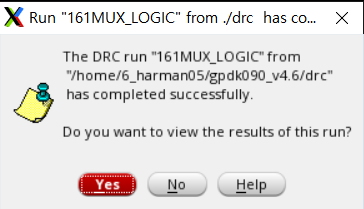 Run "161MUX_LOGIC" from ./drc has co...
The DRC run "161MUX_LOGIC" from
"/home/6_harman05/gpdk090_v4.6/drc"
has completed successfully.
Do you want to view the results of this run?
Yes
No
Help